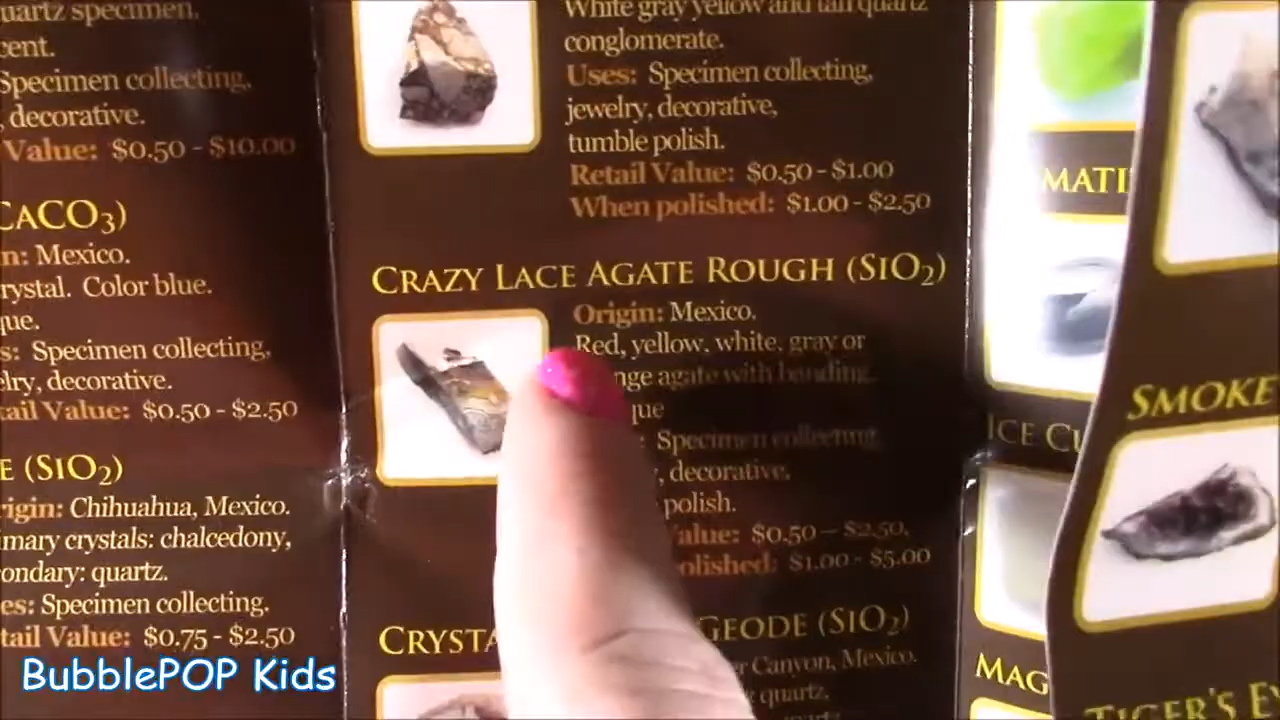 uartz specimen.
cent.
Specimen collecting,
, decorative.
Value: $0.50 - $10.00
CACO3)
n: Mexico.
rystal. Color blue.
que.
s: Specimen collecting,
elry, decorative.
tail Value: $0.50 - $2.50
E (SIO2)
rigin: Chihuahua, Mexico.
imary crystals: chalcedony,
ondary: quartz.
es: Specimen collecting.
tail Value: $0.75 - $2.50
BubblePOP Kids
White gray yellow and tan quartz
conglomerate.
Uses: Specimen collecting,
jewelry, decorative,
tumble polish.
Retail Value: $0.50 - $1.00
When polished: $1.00 - $2.50
CRAZY LACE AGATE ROUGH (SIO2)
Origin: Mexico.
Red, yellow, white, gray or
nge agate with banding.
que
: Specimen collecting,
, decorative,
polish.
alue: $0.50 – $2.50,
olished: $1.00 - $5.00
CRYSTA GEODE (SIO2)
er Canyon, Mexico.
quartz,
MATI
ICE CU
MAG
SMOKE
TIGER'S EY